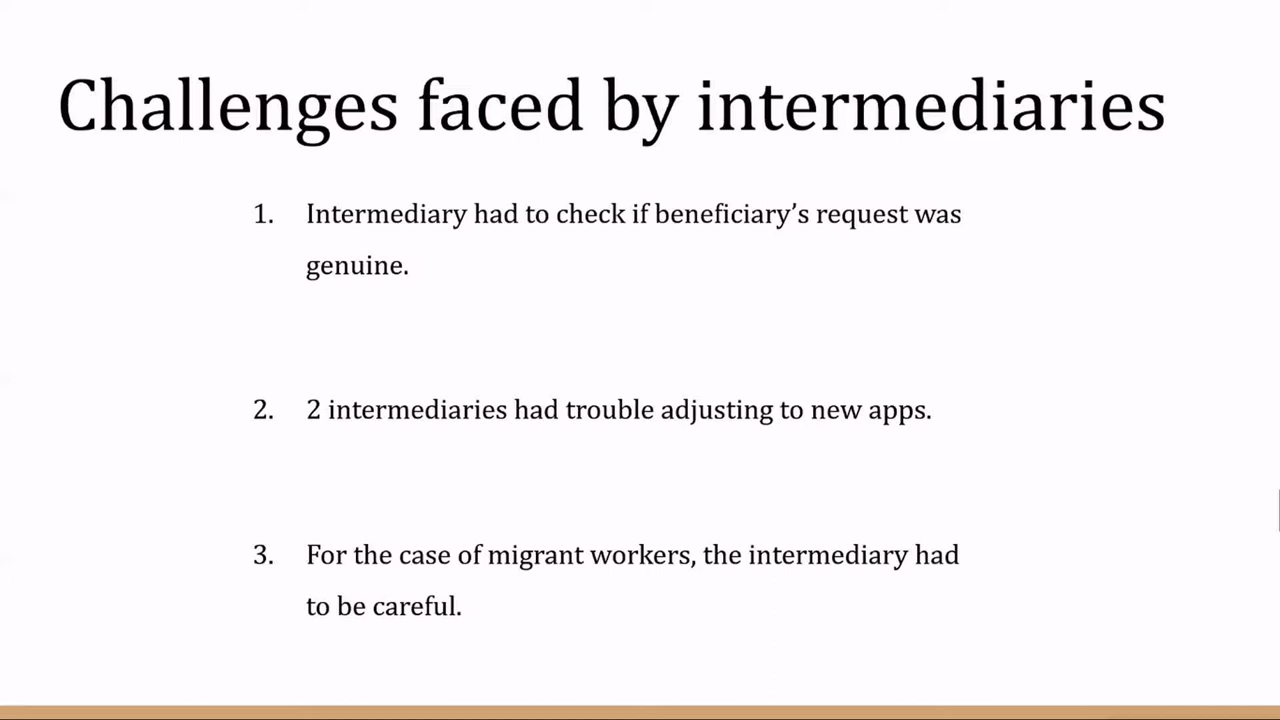 Challenges faced by intermediaries
1. Intermediary had to check if beneficiary’s request was
genuine.
2. 2 intermediaries had trouble adjusting to new apps.
3. For the case of migrant workers, the intermediary had
to be careful.